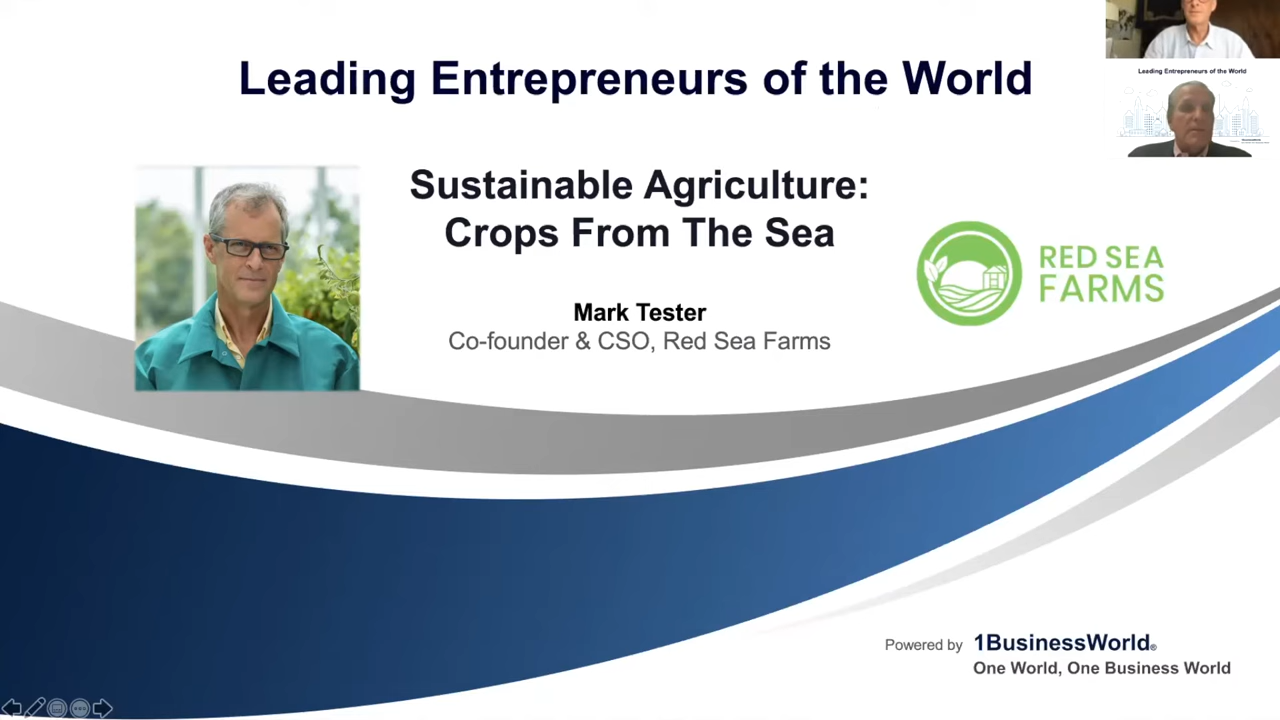 Leading Entrepreneurs of the World
Leading Entrepreneurs of the World
Sustainable Agriculture:
Crops From The Sea
RED SEA
FARMS
Mark Tester
Co-founder & CSO, Red Sea Farms
Powered by 1BusinessWorld®
One World, One Business World